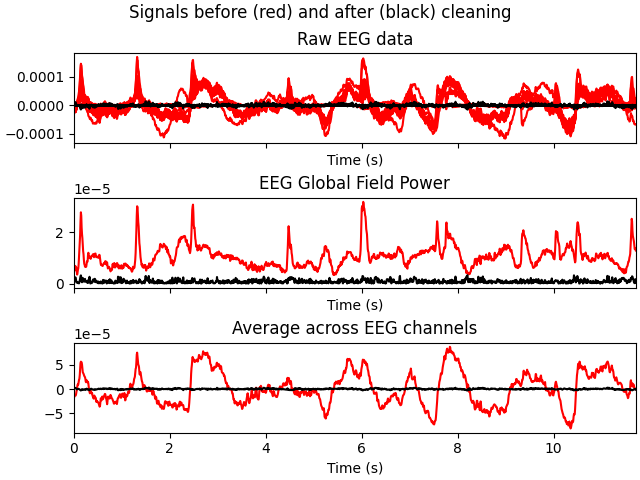 Signals before (red) and after (black) cleaning
Raw EEG data
0.0001
0.0000
−0.0001
Time (s)
1e−5
EEG Global Field Power
2
0
Time (s)
1e−5
Average across EEG channels
5
0
−5
0 2 4 6 8 10
Time (s)